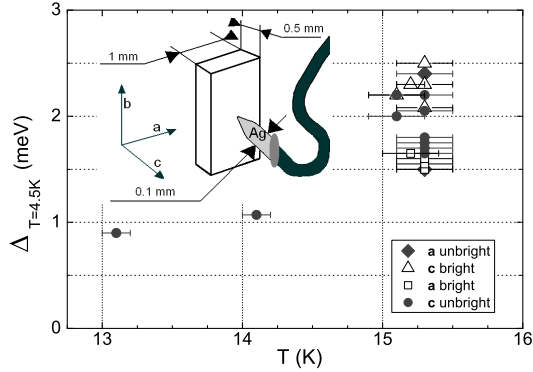 3
2
1
0
Δ T=4.5K (meV)
0.5 mm
1 mm
b
a
c
Ag
0.1 mm
a unbright
c bright
a bright
c unbright
13
14
15
16
T (K)